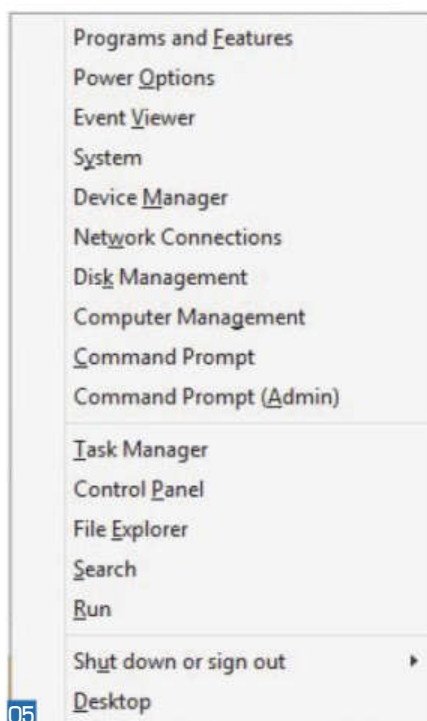 Programs and Features
Power Options
Event Viewer
System
Device Manager
Network Connections
Disk Management
Computer Management
Command Prompt
Command Prompt (Admin)
Task Manager
Control Panel
File Explorer
Search
Run
Shut down or sign out
Desktop
05